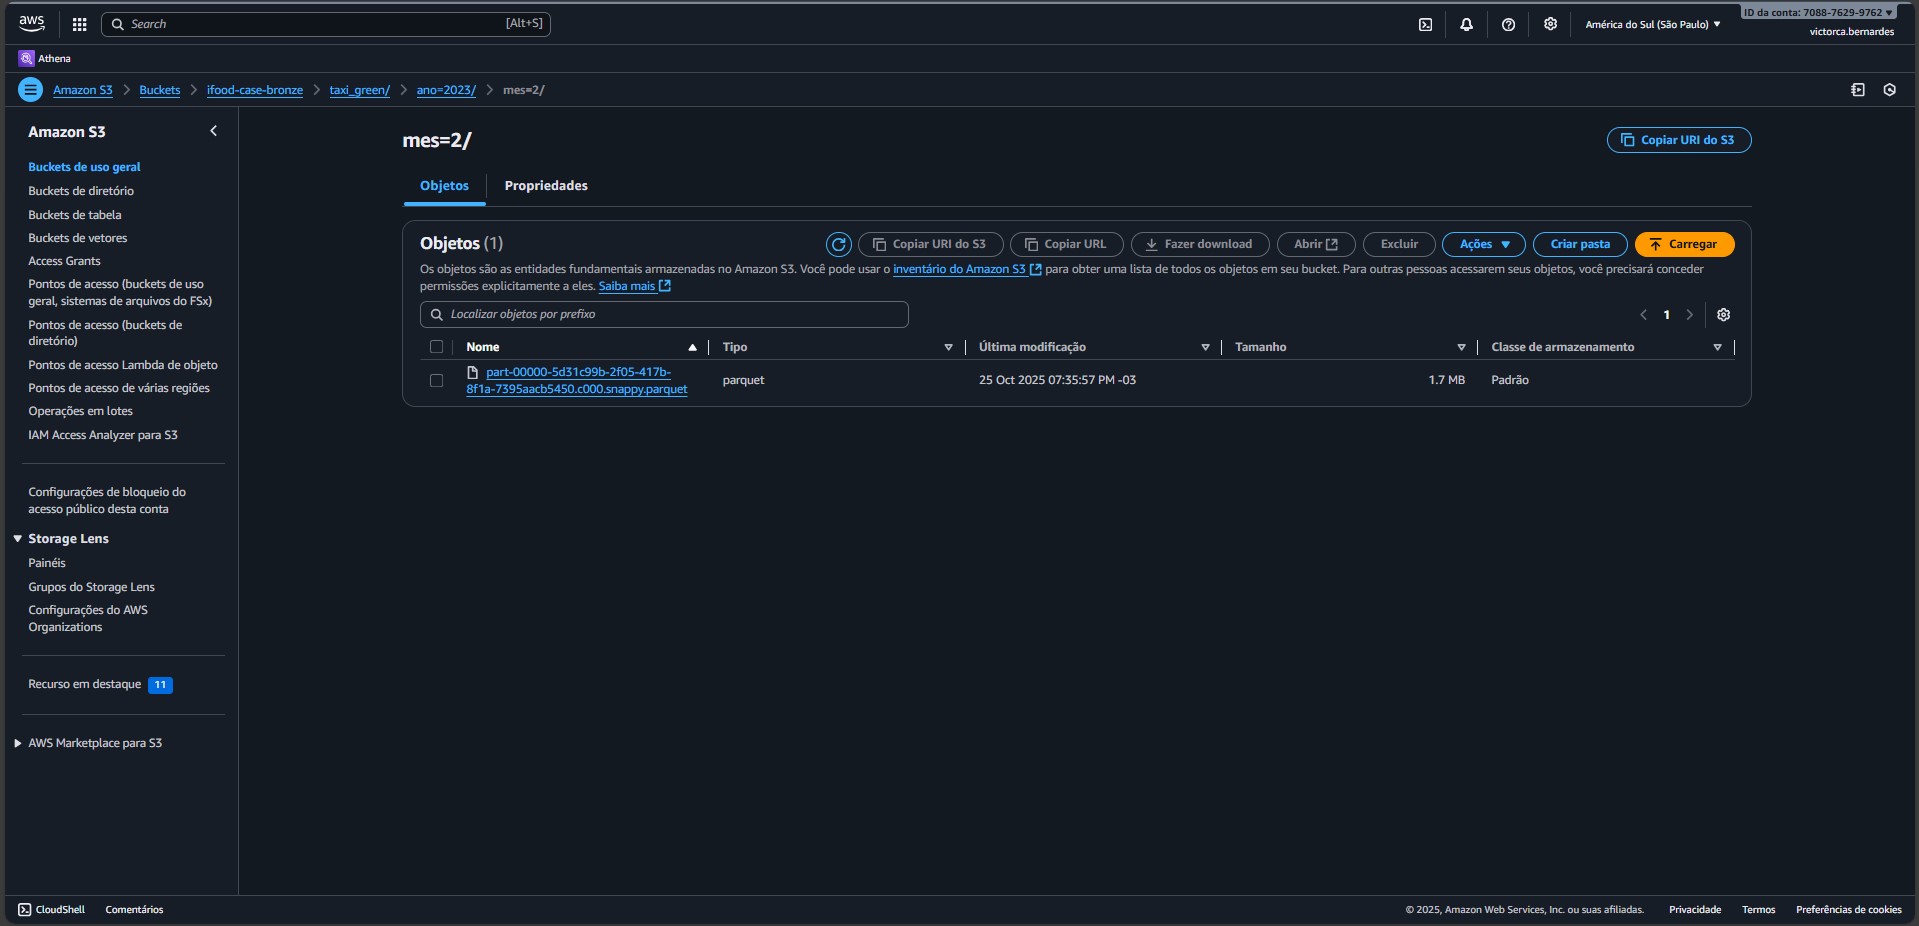 aws
Search [Alt+S]
América do Sul (São Paulo)
ID da conta: 7088-7629-9762
victorca.bernardes
Athena
Amazon S3 > Buckets > ifood-case-bronze > taxi_green/ > ano=2023/ > mes=2/
Amazon S3
Buckets de uso geral
Buckets de diretório
Buckets de tabela
Buckets de vetores
Access Grants
Pontos de acesso (buckets de uso
geral, sistemas de arquivos do FSx)
Pontos de acesso (buckets de
diretório)
Pontos de acesso Lambda de objeto
Pontos de acesso de várias regiões
Operações em lotes
IAM Access Analyzer para S3
Configurações de bloqueio do
acesso público desta conta
Storage Lens
Painéis
Grupos do Storage Lens
Configurações do AWS
Organizations
Recurso em destaque 11
AWS Marketplace para S3
mes=2/
Copiar URI do S3
Objetos Propriedades
Objetos (1)
Copiar URI do S3 Copiar URL Fazer download Abrir Excluir Ações Criar pasta Carregar
Os objetos são as entidades fundamentais armazenadas no Amazon S3. Você pode usar o inventário do Amazon S3 para obter uma lista de todos os objetos em seu bucket. Para outras pessoas acessarem seus objetos, você precisará conceder
permissões explicitamente a eles. Saiba mais
Localizar objetos por prefixo
1
Nome Tipo Última modificação Tamanho Classe de armazenamento
part-00000-5d31c99b-2f05-417b-
8f1a-7395aacb5450.c000.snappy.parquet
parquet 25 Oct 2025 07:35:57 PM -03 1.7 MB Padrão
CloudShell Comentários
© 2025, Amazon Web Services, Inc. ou suas afiliadas. Privacidade Termos Preferências de cookies